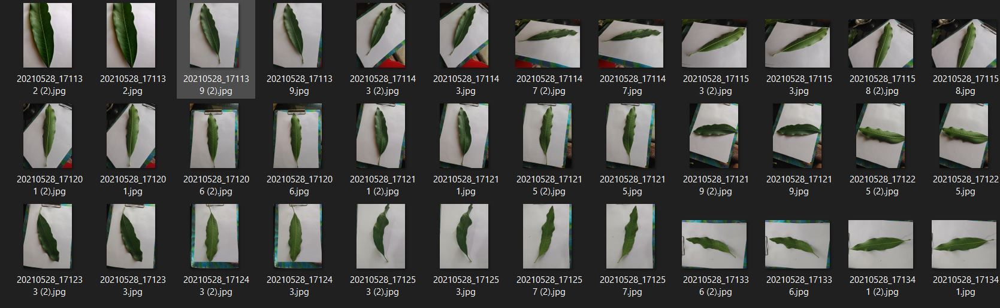 20210528_17113 20210528_17113 20210528_17113 20210528_17113 20210528_17114 20210528_17114 20210528_17114 20210528_17114 20210528_17115 20210528_17115 20210528_17115 20210528_17115
2 (2).jpg 2.jpg 9 (2).jpg 9.jpg 3 (2).jpg 3.jpg 7 (2).jpg 7.jpg 3 (2).jpg 3.jpg 8 (2).jpg 8.jpg
20210528_17120 20210528_17120 20210528_17120 20210528_17120 20210528_17121 20210528_17121 20210528_17121 20210528_17121 20210528_17121 20210528_17121 20210528_17122 20210528_17122
1 (2).jpg 1.jpg 6 (2).jpg 6.jpg 1 (2).jpg 1.jpg 5 (2).jpg 5.jpg 9 (2).jpg 9.jpg 5 (2).jpg 5.jpg
20210528_17123 20210528_17123 20210528_17124 20210528_17124 20210528_17125 20210528_17125 20210528_17125 20210528_17125 20210528_17133 20210528_17133 20210528_17134 20210528_17134
3 (2).jpg 3.jpg 3 (2).jpg 3.jpg 3 (2).jpg 3.jpg 7 (2).jpg 7.jpg 6 (2).jpg 6.jpg 1 (2).jpg 1.jpg